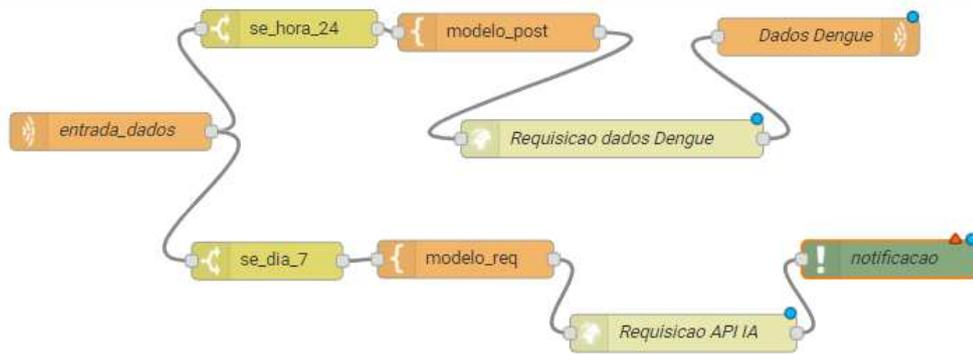 se_hora_24
modelo_post
Dados Dengue
entrada_dados
Requisicao dados Dengue
se_dia_7
modelo_req
notificacao
Requisicao API IA